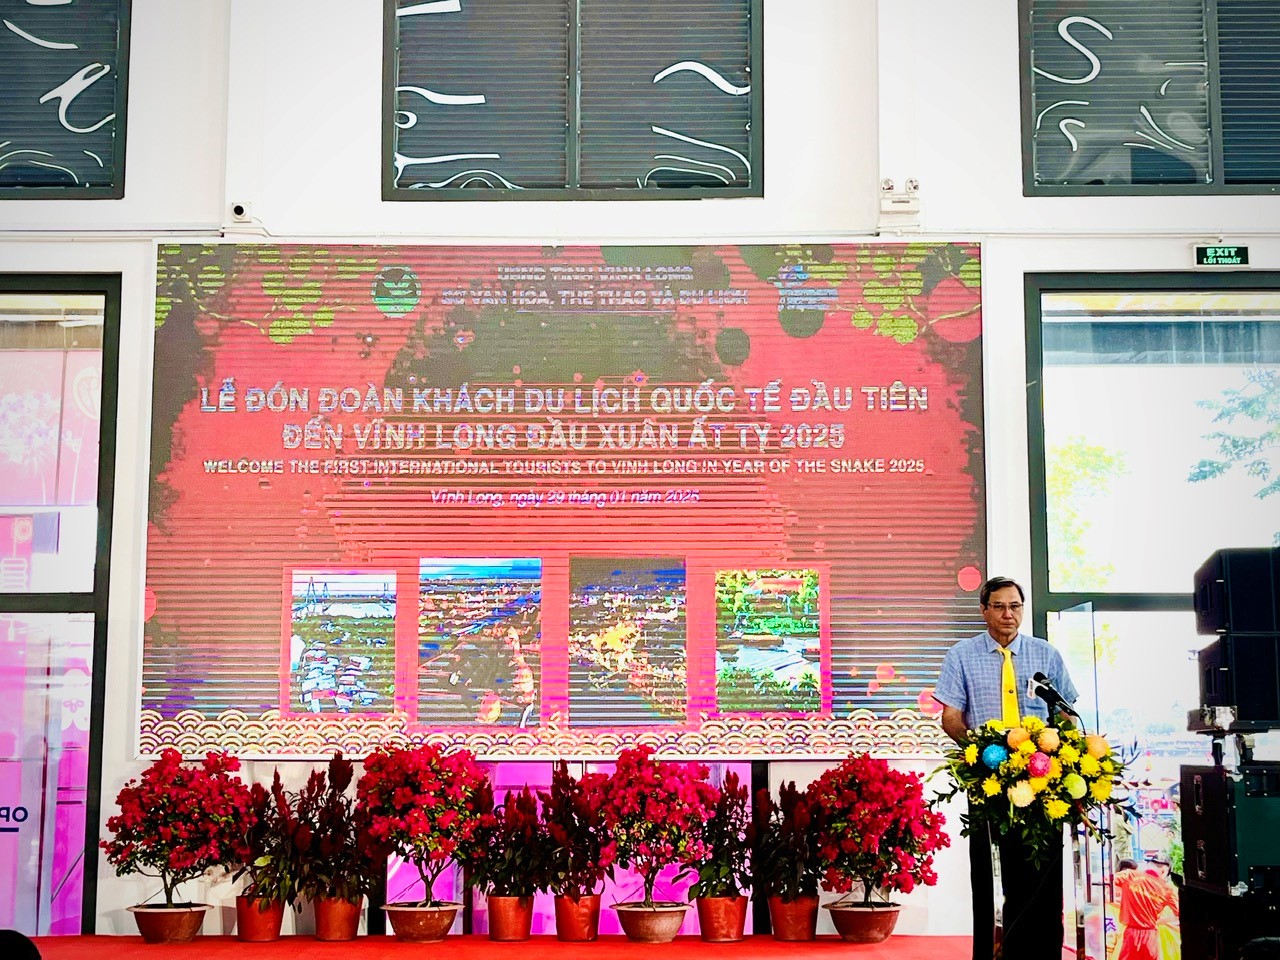 UBND TỈNH VĨNH LONG
SỞ VĂN HÓA, THỂ THAO VÀ DU LỊCH
LỄ ĐÓN ĐOÀN KHÁCH DU LỊCH QUỐC TẾ ĐẦU TIÊN
ĐẾN VĨNH LONG ĐẦU XUÂN ẤT TỴ 2025
WELCOME THE FIRST INTERNATIONAL TOURISTS TO VINH LONG IN YEAR OF THE SNAKE 2025
Vĩnh Long, ngày 29 tháng 01 năm 2025
EXIT
LỐI THOÁT
OP